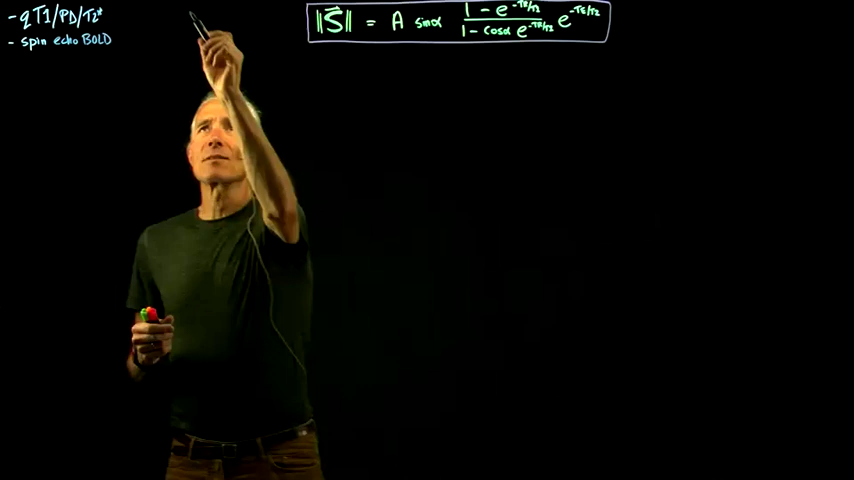 - qT1/PD/T2*
- spin echo BOLD
‖S⃗‖ = A sinα (1 - e^-TR/T1)/(1 - cosα e^-TR/T1) e^-TE/T2